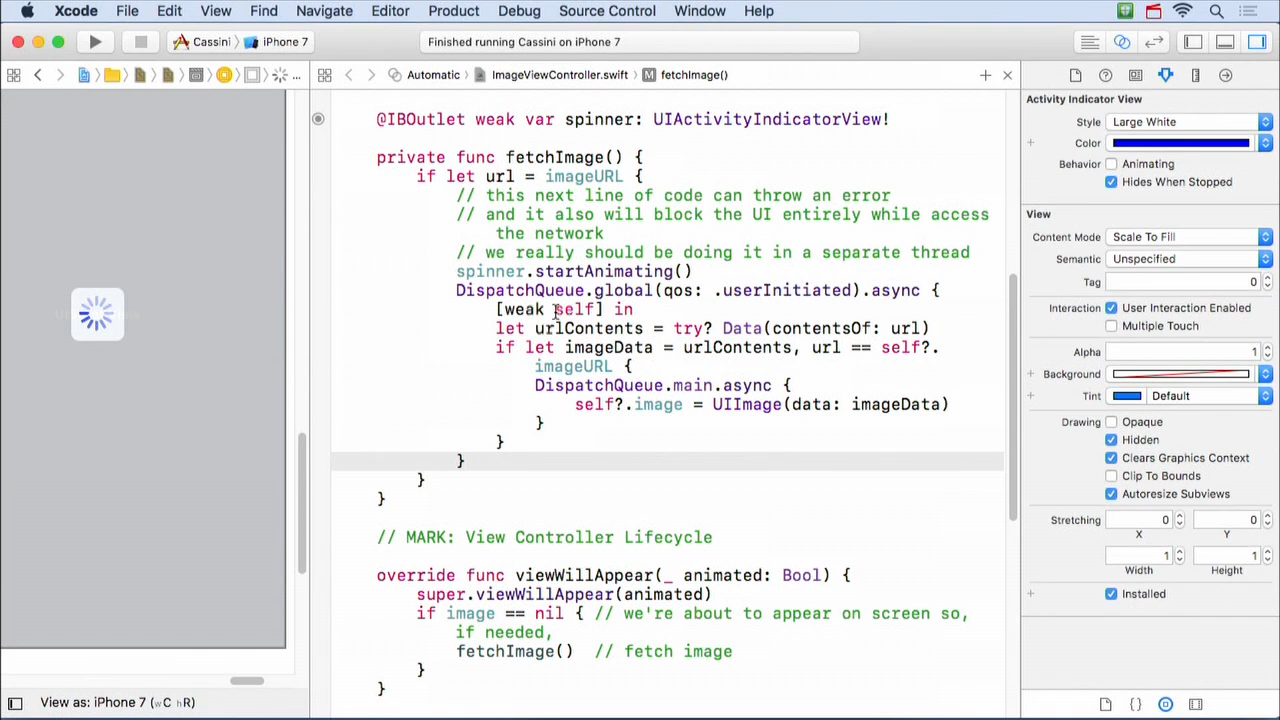 Xcode File Edit View Find Navigate Editor Product Debug Source Control Window Help
Cassini iPhone 7 Finished running Cassini on iPhone 7
Automatic ImageViewController.swift M fetchImage()
@IBOutlet weak var spinner: UIActivityIndicatorView!
private func fetchImage() {
if let url = imageURL {
// this next line of code can throw an error
// and it also will block the UI entirely while access
the network
// we really should be doing it in a separate thread
spinner.startAnimating()
DispatchQueue.global(qos: .userInitiated).async {
[weak self] in
let urlContents = try? Data(contentsOf: url)
if let imageData = urlContents, url == self?.
imageURL {
DispatchQueue.main.async {
self?.image = UIImage(data: imageData)
}
}
}
}
}
// MARK: View Controller Lifecycle
override func viewWillAppear(_ animated: Bool) {
super.viewWillAppear(animated)
if image == nil { // we're about to appear on screen so,
if needed,
fetchImage() // fetch image
}
}
View as: iPhone 7 (wC hR)
Activity Indicator View
Style Large White
Color
Behavior Animating
Hides When Stopped
View
Content Mode Scale To Fill
Semantic Unspecified
Tag 0
Interaction User Interaction Enabled
Multiple Touch
Alpha 1
Background
Tint Default
Drawing Opaque
Hidden
Clears Graphics Context
Clip To Bounds
Autoresize Subviews
Stretching 0 0
X Y
1 1
Width Height
Installed